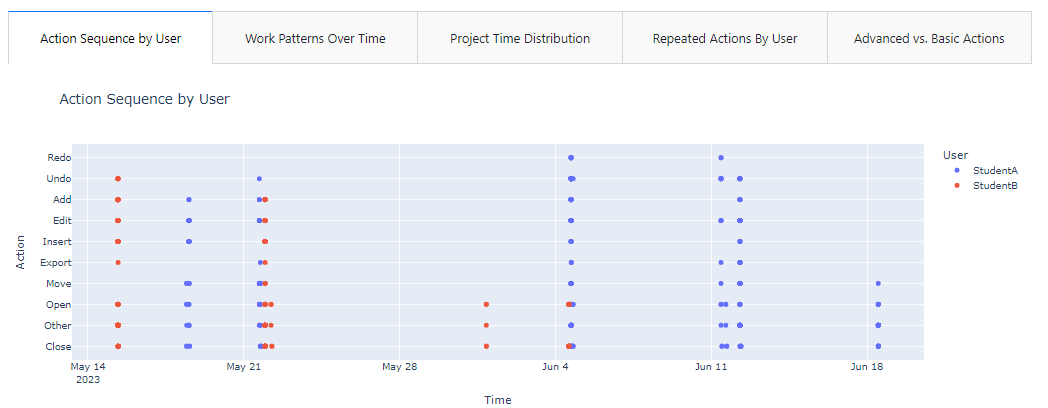 Action Sequence by User
Work Patterns Over Time
Project Time Distribution
Repeated Actions By User
Advanced vs. Basic Actions
Action Sequence by User
Redo
Undo
Add
Edit
Insert
Export
Move
Open
Other
Close
Action
May 14
2023
May 21
May 28
Jun 4
Jun 11
Jun 18
Time
User
StudentA
StudentB